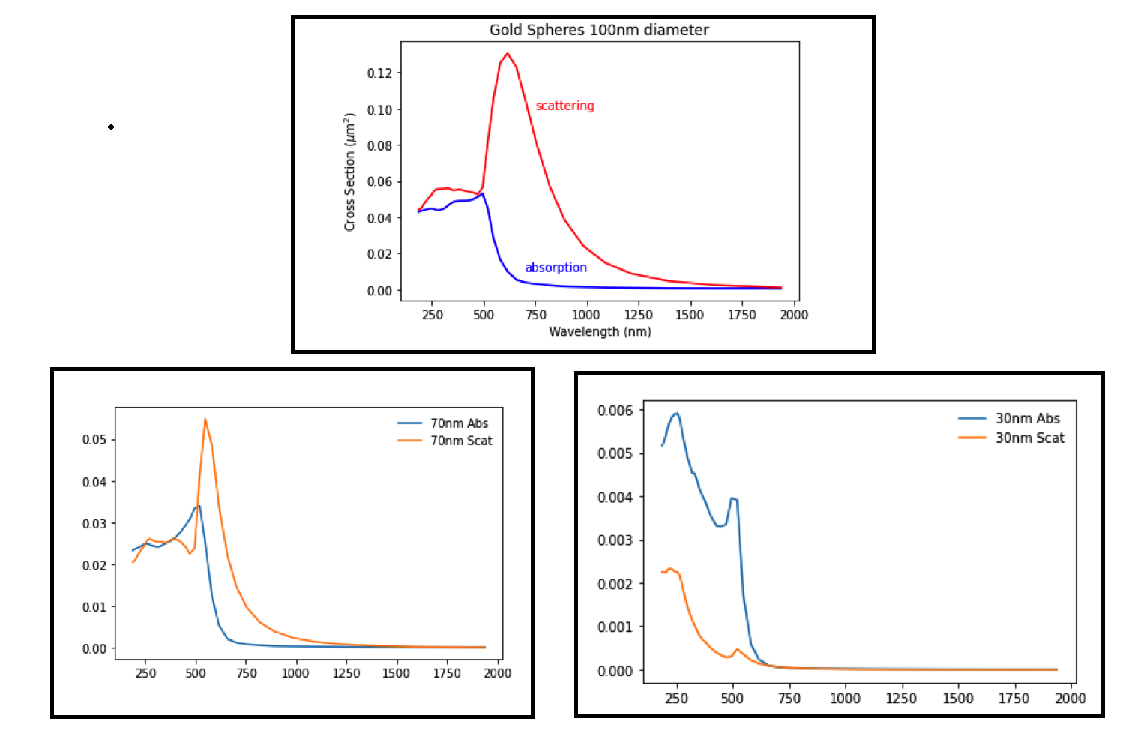 Gold Spheres 100nm diameter
Cross Section (μm²)
0.12
0.10
0.08
0.06
0.04
0.02
0.00
scattering
absorption
250 500 750 1000 1250 1500 1750 2000
Wavelength (nm)
70nm Abs
70nm Scat
0.05
0.04
0.03
0.02
0.01
0.00
250 500 750 1000 1250 1500 1750 2000
30nm Abs
30nm Scat
0.006
0.005
0.004
0.003
0.002
0.001
0.000
250 500 750 1000 1250 1500 1750 2000